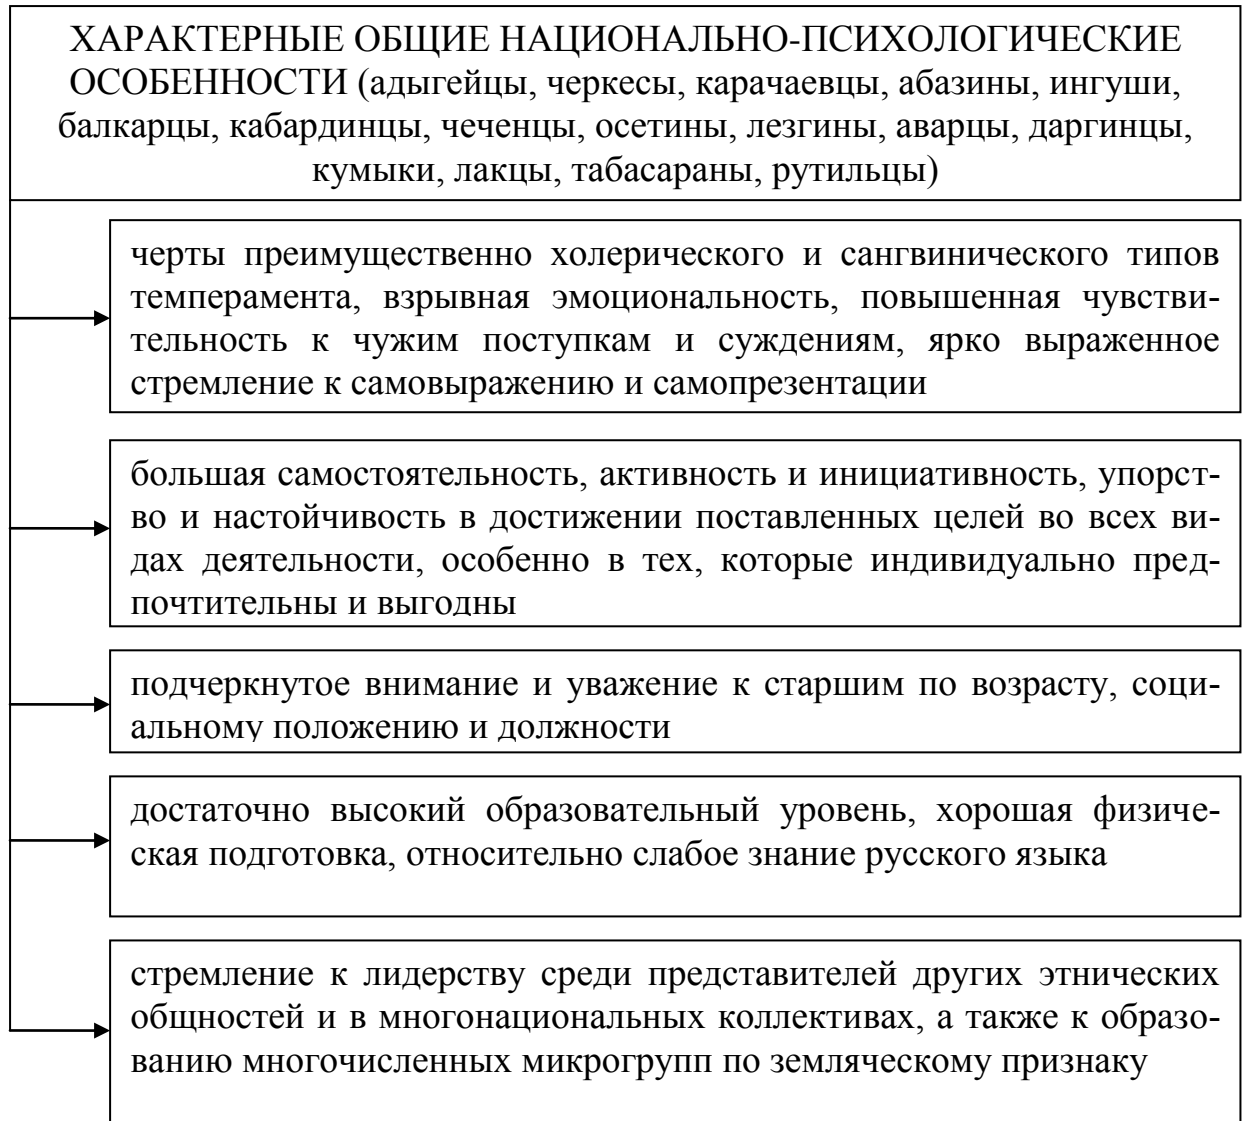 ХАРАКТЕРНЫЕ ОБЩИЕ НАЦИОНАЛЬНО-ПСИХОЛОГИЧЕСКИЕ
ОСОБЕННОСТИ (адыгейцы, черкесы, карачаевцы, абазины, ингуши,
балкарцы, кабардинцы, чеченцы, осетины, лезгины, аварцы, даргинцы,
кумыки, лакцы, табасараны, рутильцы)
черты преимущественно холерического и сангвинического типов
темперамента, взрывная эмоциональность, повышенная чувстви-
тельность к чужим поступкам и суждениям, ярко выраженное
стремление к самовыражению и самопрезентации
большая самостоятельность, активность и инициативность, упорст-
во и настойчивость в достижении поставленных целей во всех ви-
дах деятельности, особенно в тех, которые индивидуально пред-
почтительны и выгодны
подчеркнутое внимание и уважение к старшим по возрасту, соци-
альному положению и должности
достаточно высокий образовательный уровень, хорошая физиче-
ская подготовка, относительно слабое знание русского языка
стремление к лидерству среди представителей других этнических
общностей и в многонациональных коллективах, а также к образо-
ванию многочисленных микрогрупп по земляческому признаку